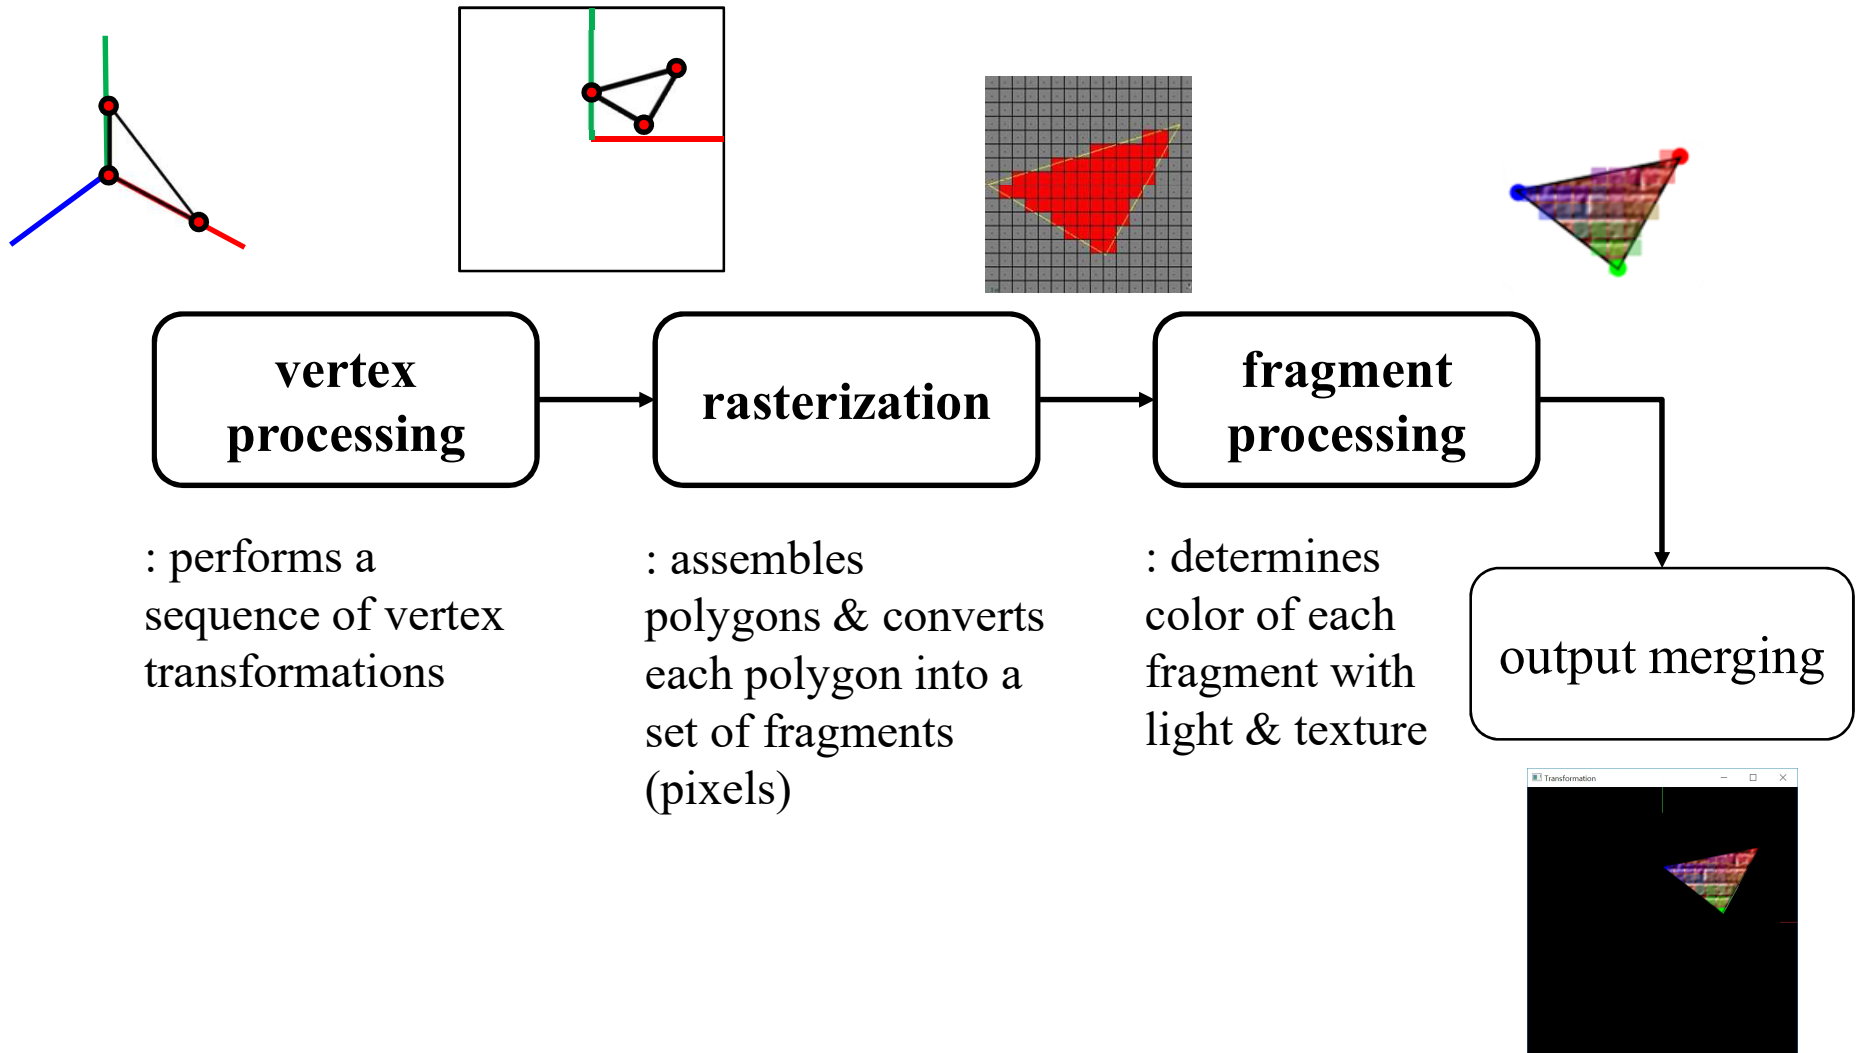 vertex
processing
rasterization
fragment
processing
: performs a
sequence of vertex
transformations
: assembles
polygons & converts
each polygon into a
set of fragments
(pixels)
: determines
color of each
fragment with
light & texture
output merging
Transformation